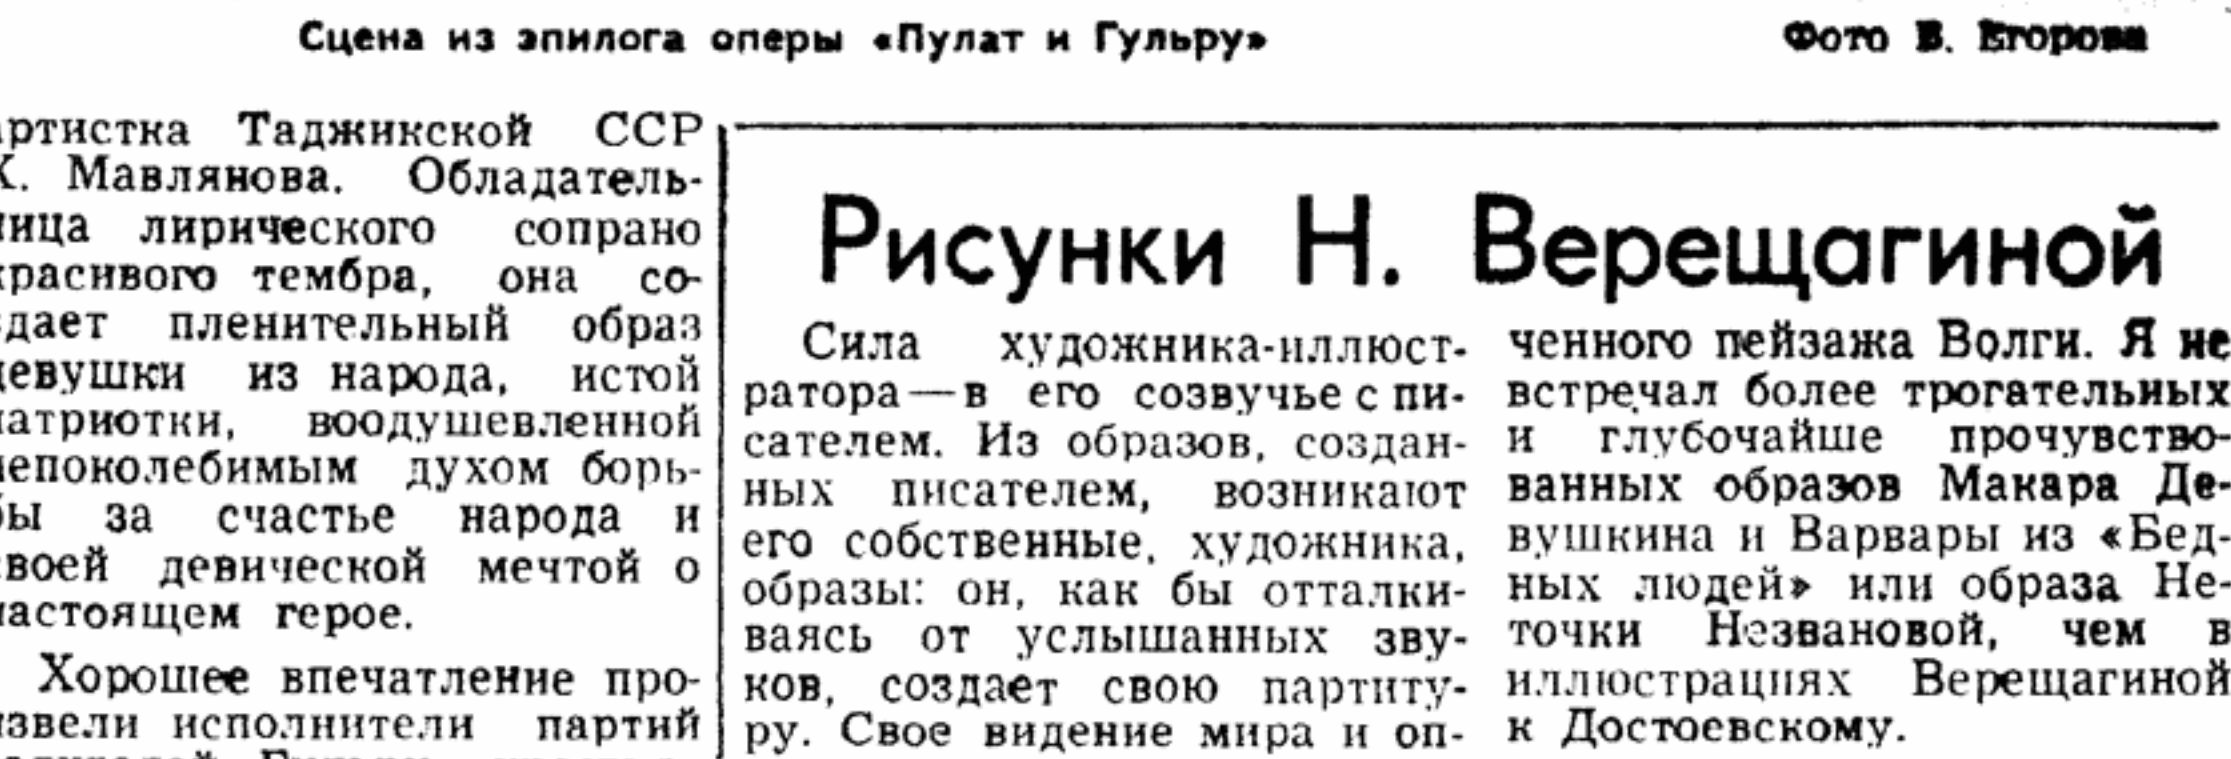 Сцена из эпилога оперы «Пулат и Гульру»
Фото В. Егорова
артистка Таджикской ССР
Х. Мавлянова. Обладатель-
ница лирического сопрано
красивого тембра, она со-
здает пленительный образ
девушки из народа, истой
патриотки, воодушевленной
непоколебимым духом борь-
бы за счастье народа и
своей девической мечтой о
настоящем герое.
Хорошее впечатление про-
извели исполнители партий
Рисунки Н. Верещагиной
Сила художника-иллюст-
ратора—в его созвучье с пи-
сателем. Из образов, создан-
ных писателем, возникают
его собственные, художника,
образы: он, как бы отталки-
ваясь от услышанных зву-
ков, создает свою партиту-
ру. Свое видение мира и оп-
ченного пейзажа Волги. Я не
встречал более трогательных
и глубочайше прочувство-
ванных образов Макара Де-
вушкина и Варвары из «Бед-
ных людей» или образа Не-
точки Незвановой, чем в
иллюстрациях Верещагиной
к Достоевскому.